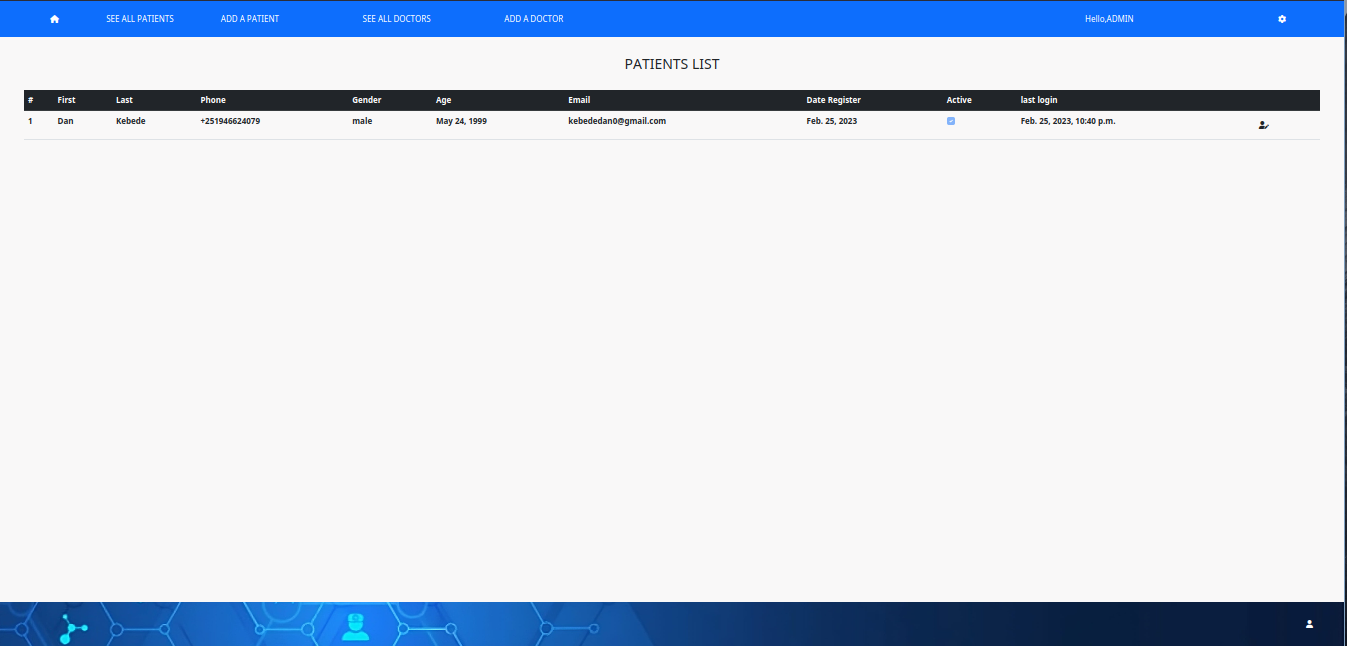 SEE ALL PATIENTS ADD A PATIENT SEE ALL DOCTORS ADD A DOCTOR Hello,ADMIN
PATIENTS LIST
# First Last Phone Gender Age Email Date Register Active last login
1 Dan Kebede +251946624079 male May 24, 1999 kebededan0@gmail.com Feb. 25, 2023 Feb. 25, 2023, 10:40 p.m.